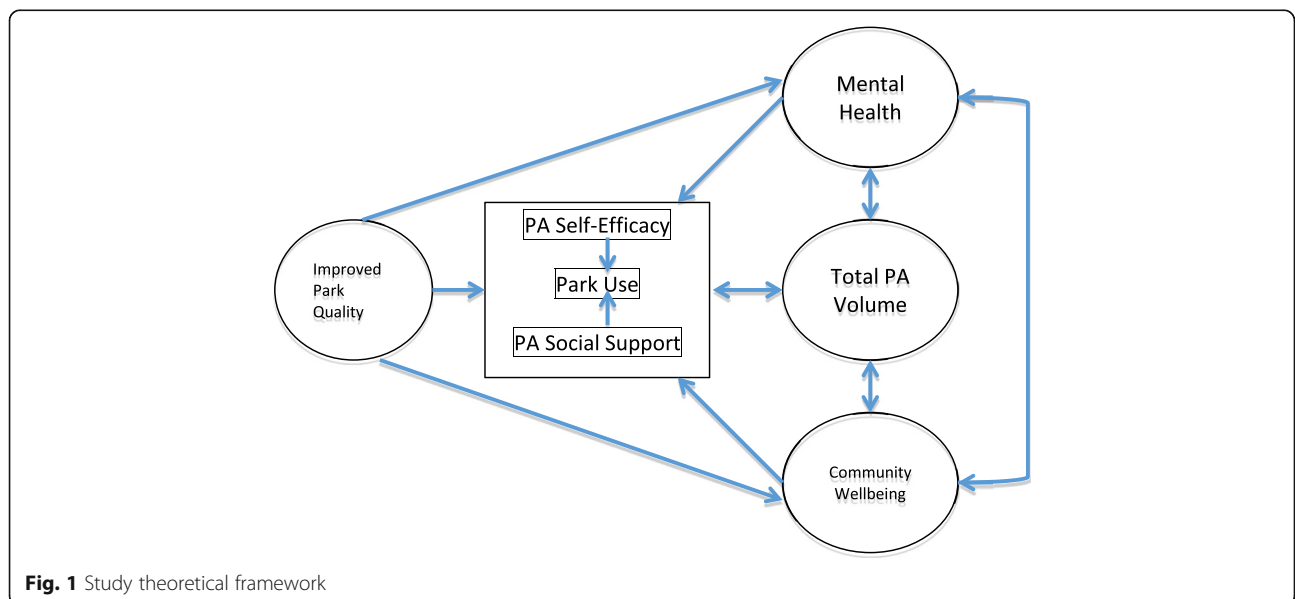 Mental
Health
PA Self-Efficacy
Improved
Park
Quality
Park Use
Total PA
Volume
PA Social Support
Community
Wellbeing
Fig. 1 Study theoretical framework